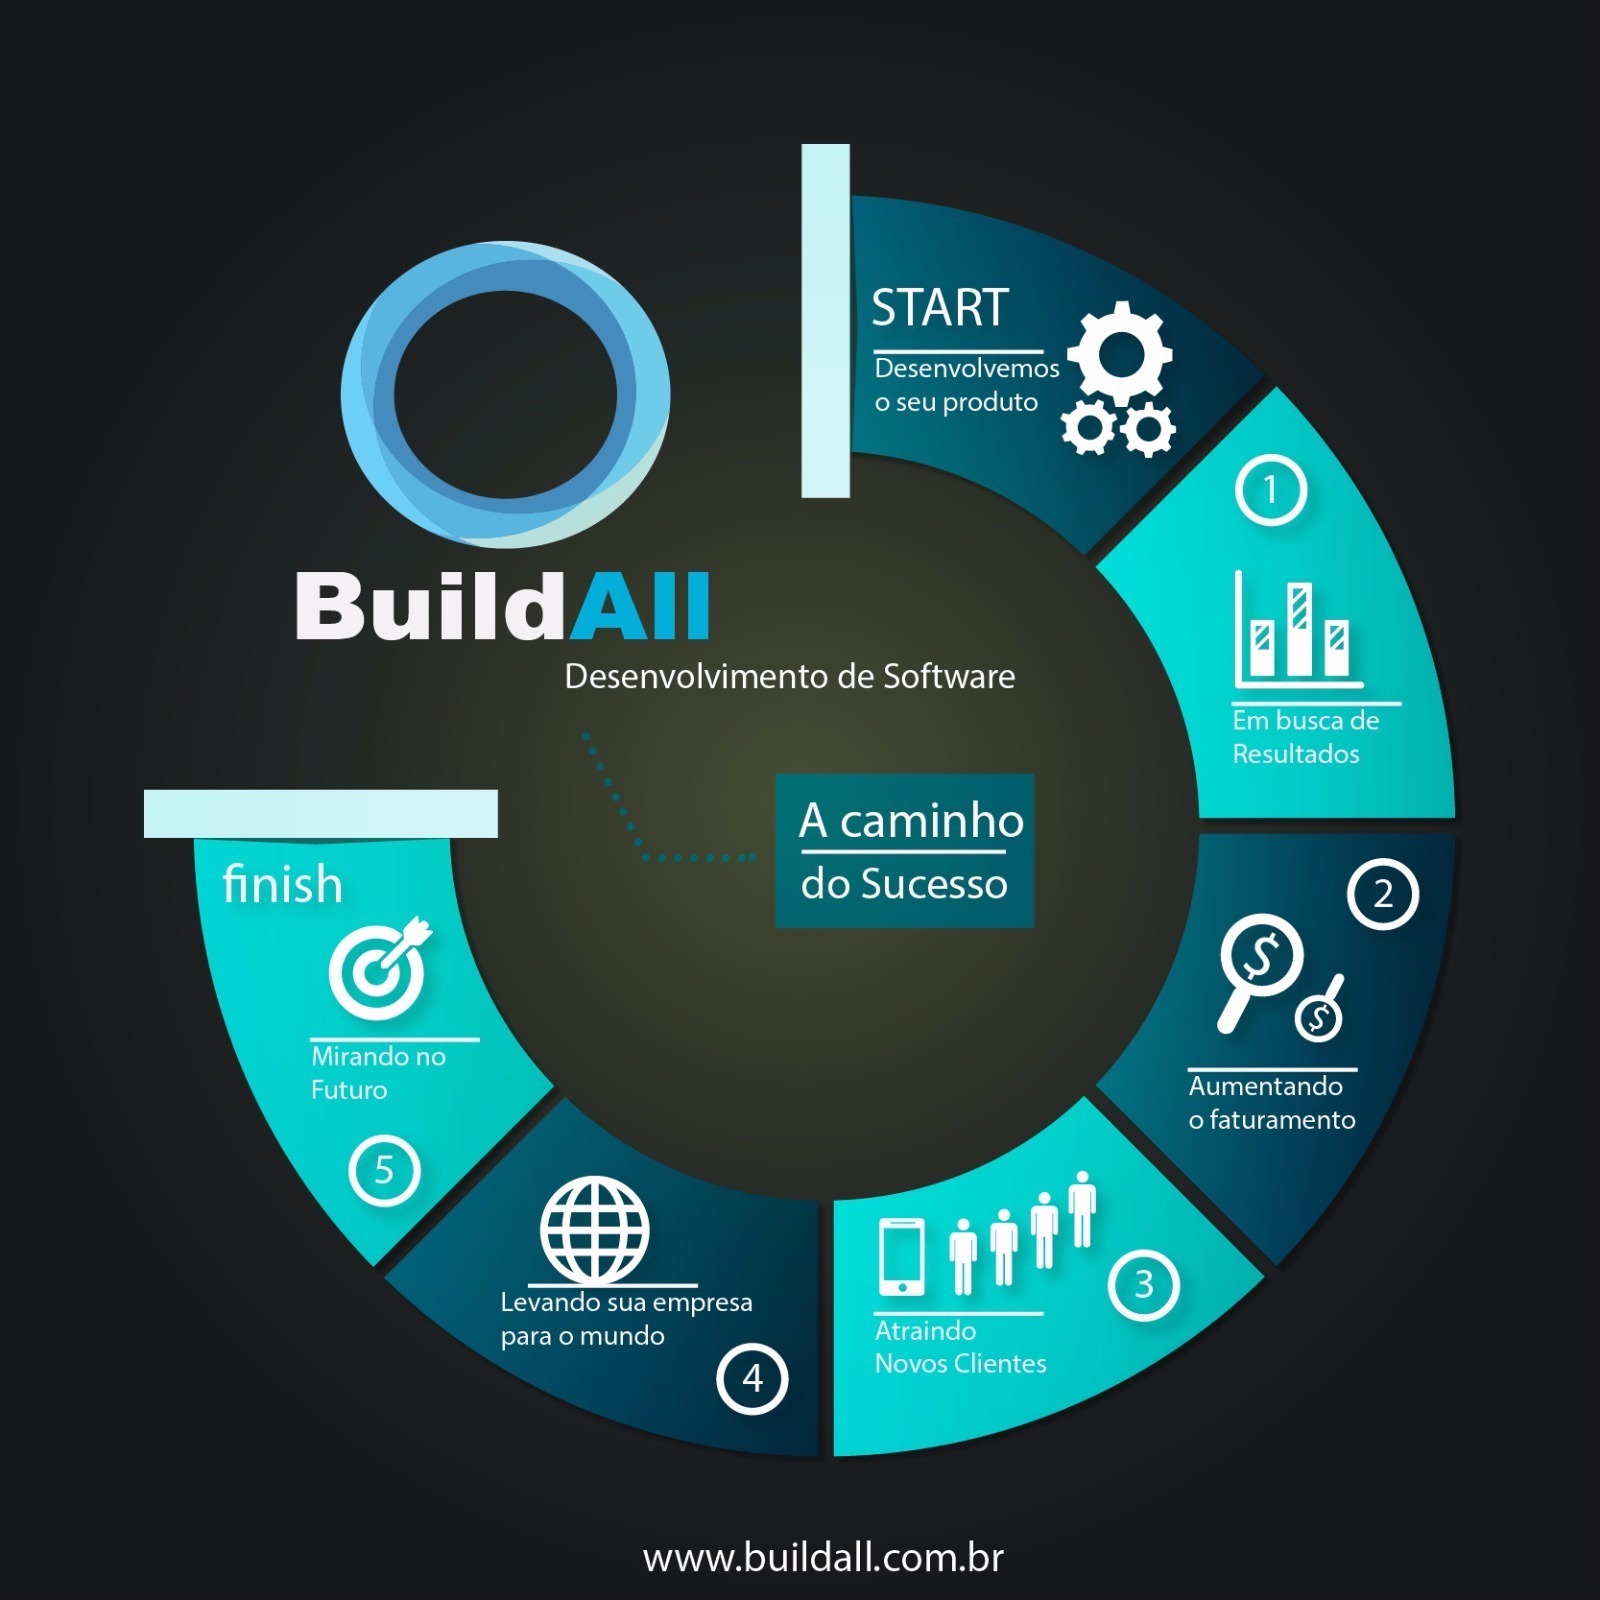 BuildAll
Desenvolvimento de Software
A caminho
do Sucesso
START
Desenvolvemos
o seu produto
1
Em busca de
Resultados
2
$
$
Aumentando
o faturamento
3
Atraindo
Novos Clientes
4
Levando sua empresa
para o mundo
finish
Mirando no
Futuro
5
www.buildall.com.br